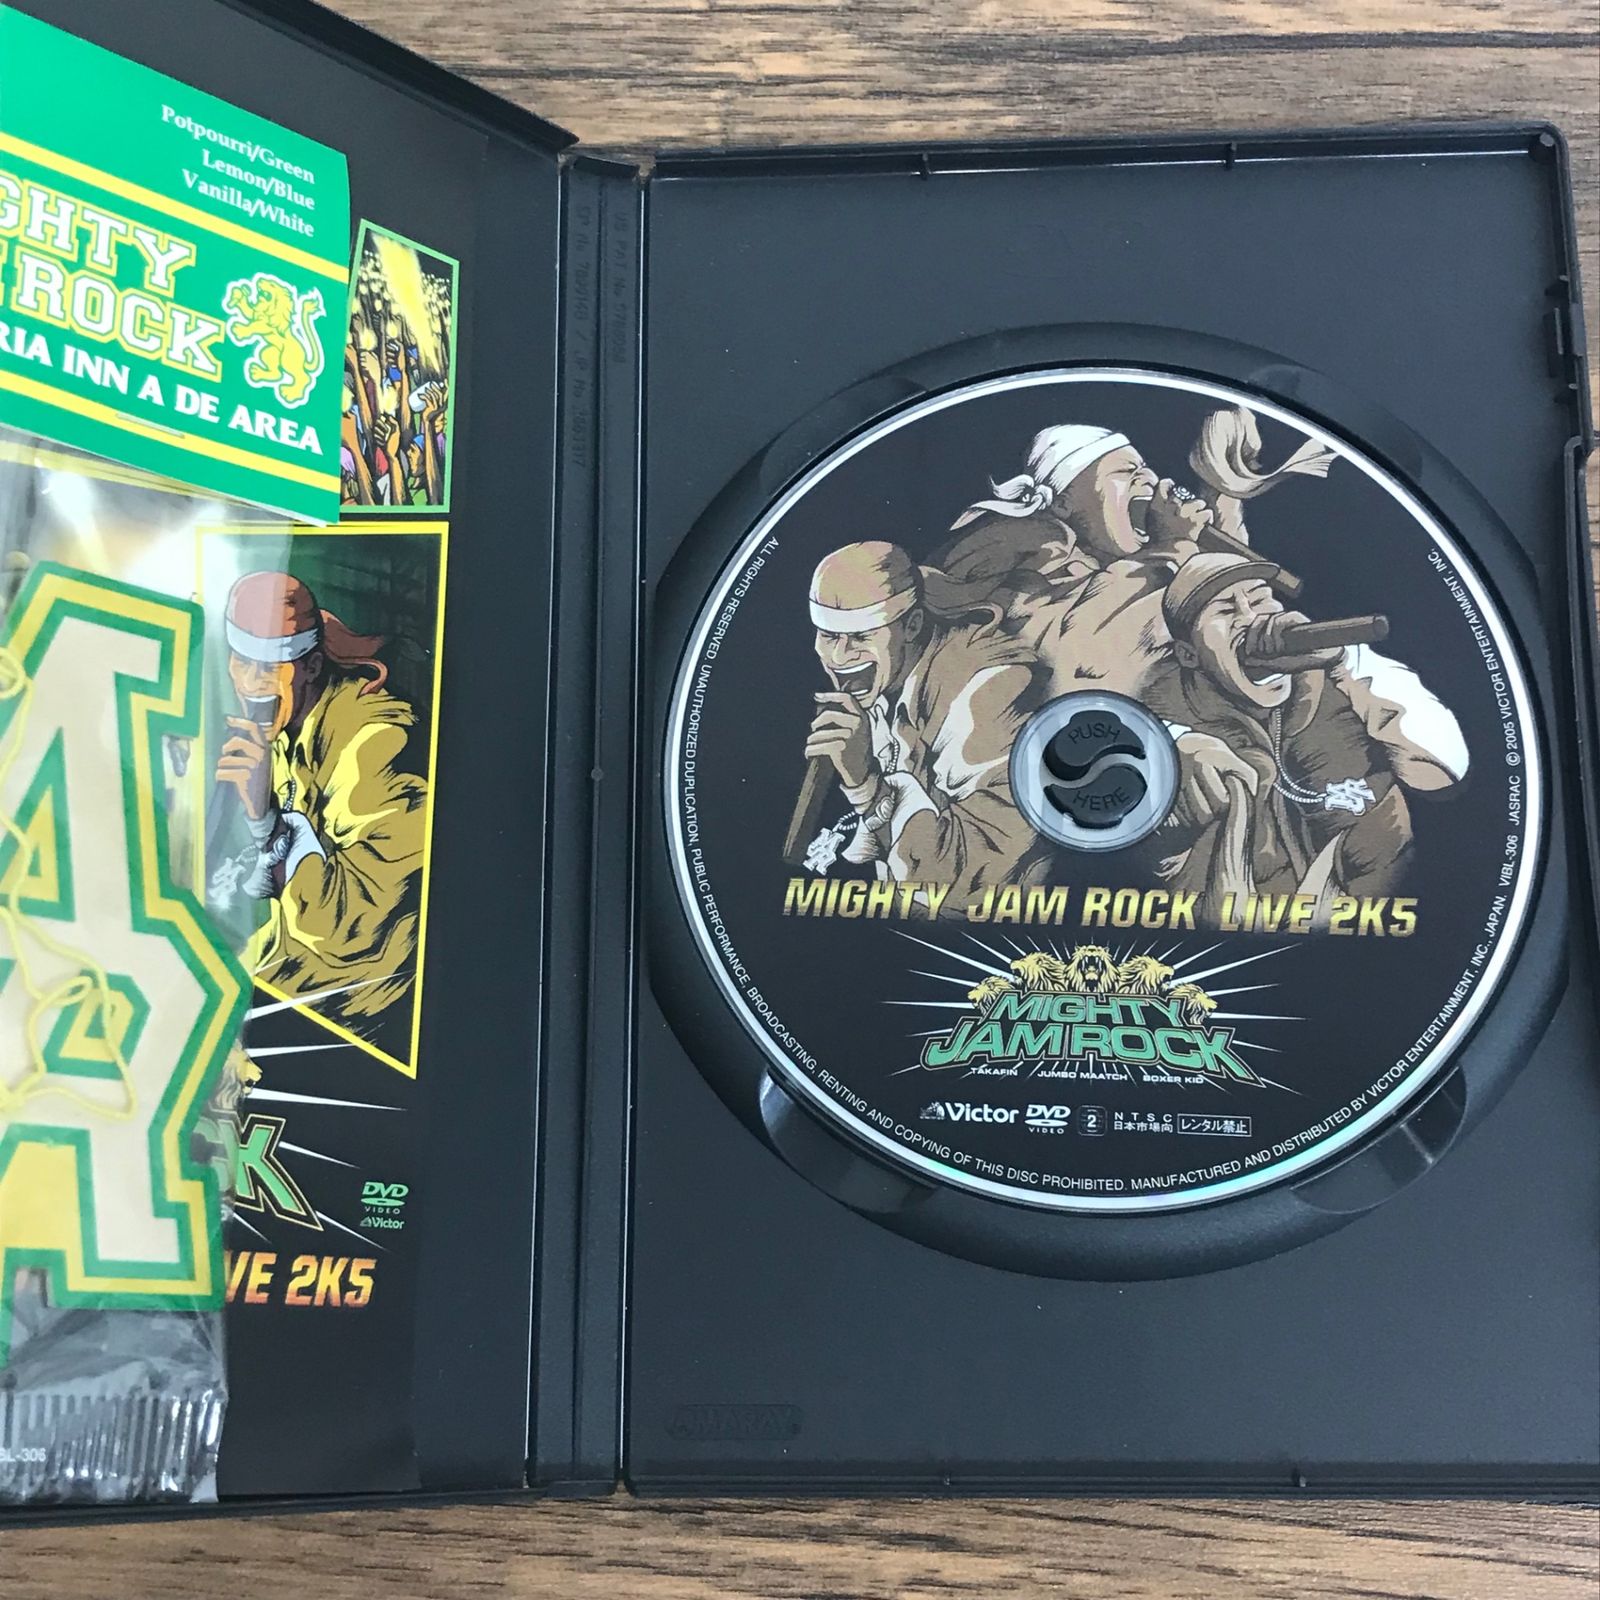 Potpourri/Green
Lemon/Blue
Vanilla/White
GHTY
ROCK
RIA INN A DE AREA
DVD
VIDEO
Victor
VE 2K5
BL-306
PUSH
HERE
MIGHTY JAM ROCK LIVE 2K5
MIGHTY
JAM ROCK
TAKAFIN JUMBO MAATCH BOXER KID
Victor DVD VIDEO 2 NTSC 日本市場向 レンタル禁止
ALL RIGHTS RESERVED. UNAUTHORIZED DUPLICATION, PUBLIC PERFORMANCE, BROADCASTING, RENTING AND COPYING OF THIS DISC PROHIBITED. MANUFACTURED AND DISTRIBUTED BY VICTOR ENTERTAINMENT, INC., JAPAN. VIBL-306 JASRAC © 2005 VICTOR ENTERTAINMENT, INC.
AMARAY